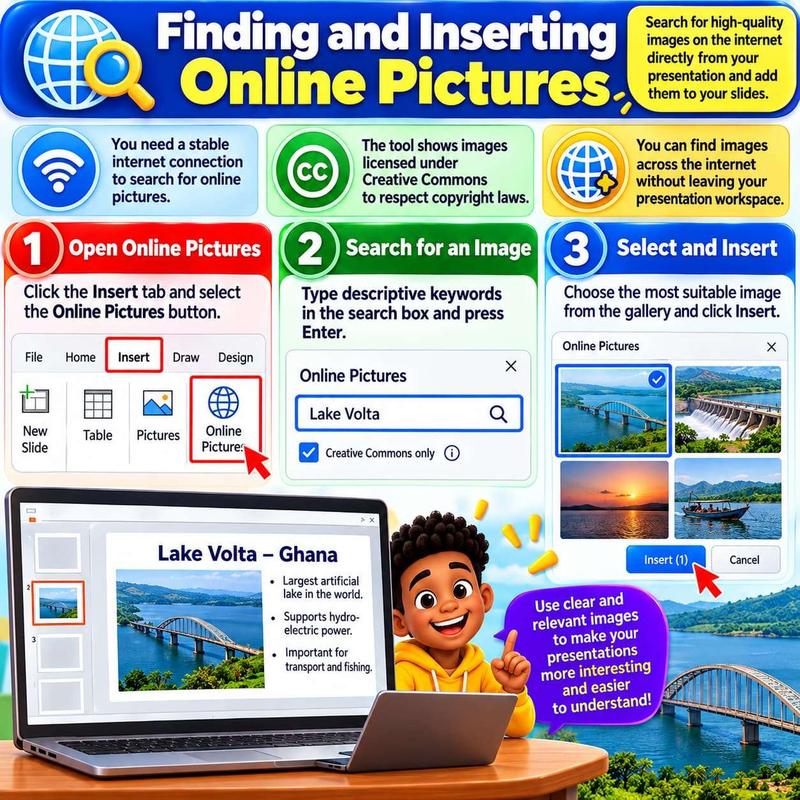 Finding and Inserting
Online Pictures
Search for high-quality
images on the internet
directly from your
presentation and add
them to your slides.
You need a stable
internet connection
to search for online
pictures.
CC
The tool shows images
licensed under
Creative Commons
to respect copyright laws.
You can find images
across the internet
without leaving your
presentation workspace.
1 Open Online Pictures
Click the Insert tab and select
the Online Pictures button.
File Home Insert Draw Design
New
Slide
Table
Pictures
Online
Pictures
2 Search for an Image
Type descriptive keywords
in the search box and press
Enter.
Online Pictures
Lake Volta
Creative Commons only
3 Select and Insert
Choose the most suitable image
from the gallery and click Insert.
Online Pictures
Insert (1) Cancel
2
3
Lake Volta – Ghana
• Largest artificial
lake in the world.
• Supports hydro-
electric power.
• Important for
transport and fishing.
Use clear and
relevant images
to make your
presentations
more interesting
and easier
to understand!